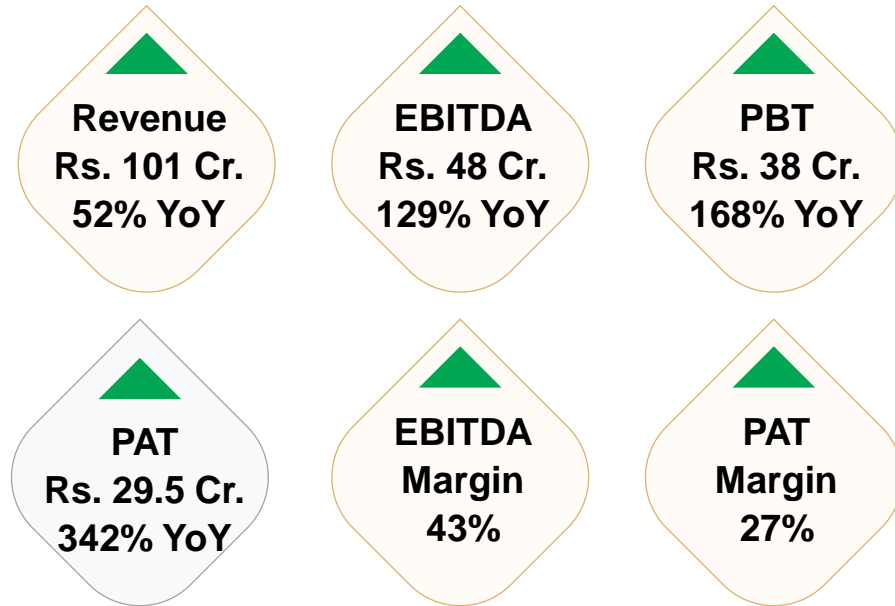 Revenue
Rs. 101 Cr.
52% YoY
EBITDA
Rs. 48 Cr.
129% YoY
PBT
Rs. 38 Cr.
168% YoY
PAT
Rs. 29.5 Cr.
342% YoY
EBITDA
Margin
43%
PAT
Margin
27%